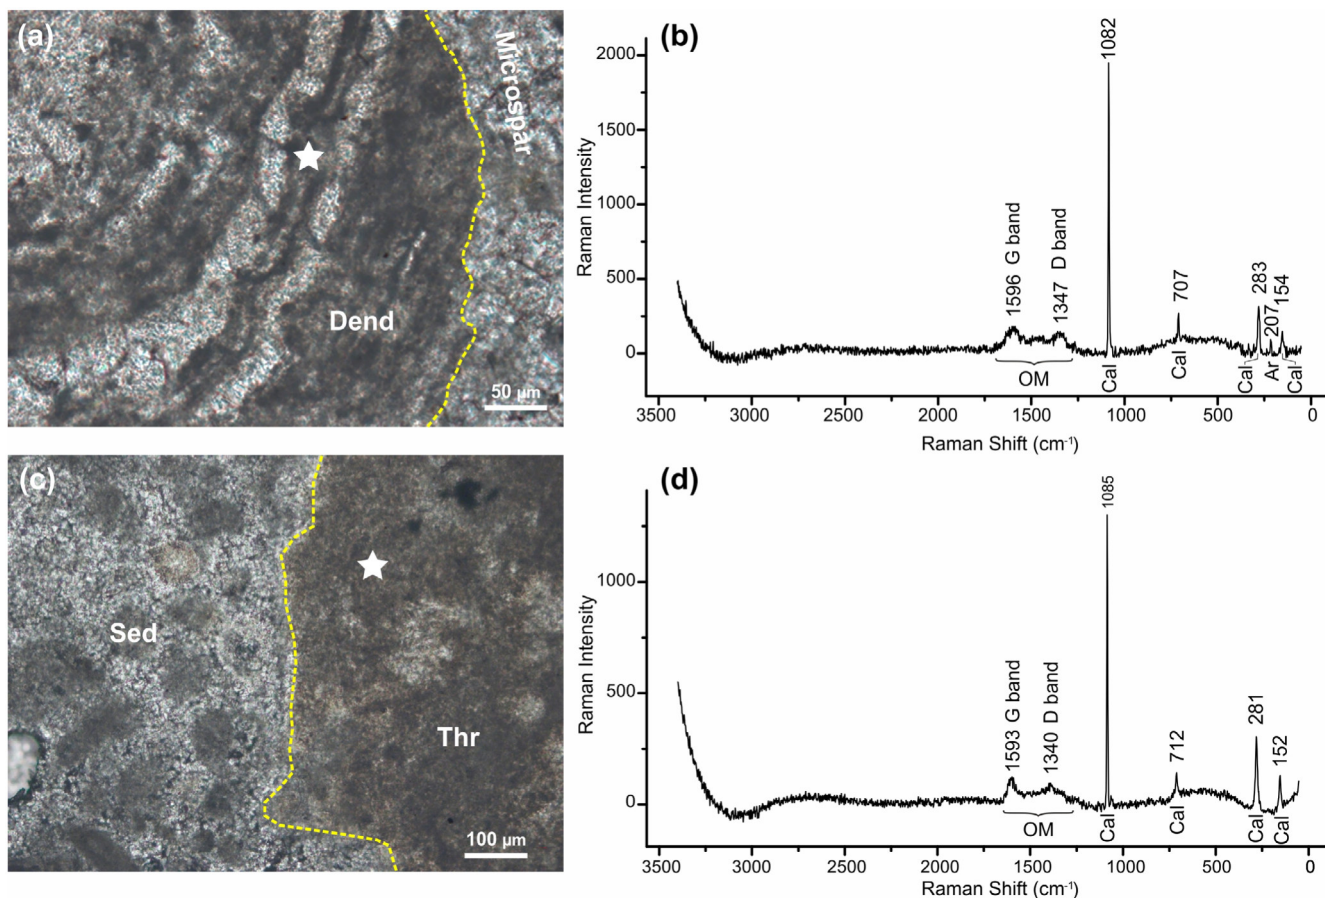 (a)
Microspar
Dend
50 µm
(b)
Raman Intensity
2000
1500
1000
500
0
1596 G band
1347 D band
1082
707
283
207
154
OM
Cal
Cal
Cal
Ar
Cal
3500 3000 2500 2000 1500 1000 500 0
Raman Shift (cm⁻¹)
(c)
Sed
Thr
100 µm
(d)
Raman Intensity
1000
500
0
1593 G band
1340 D band
1085
712
281
152
OM
Cal
Cal
Cal
Cal
3500 3000 2500 2000 1500 1000 500 0
Raman Shift (cm⁻¹)